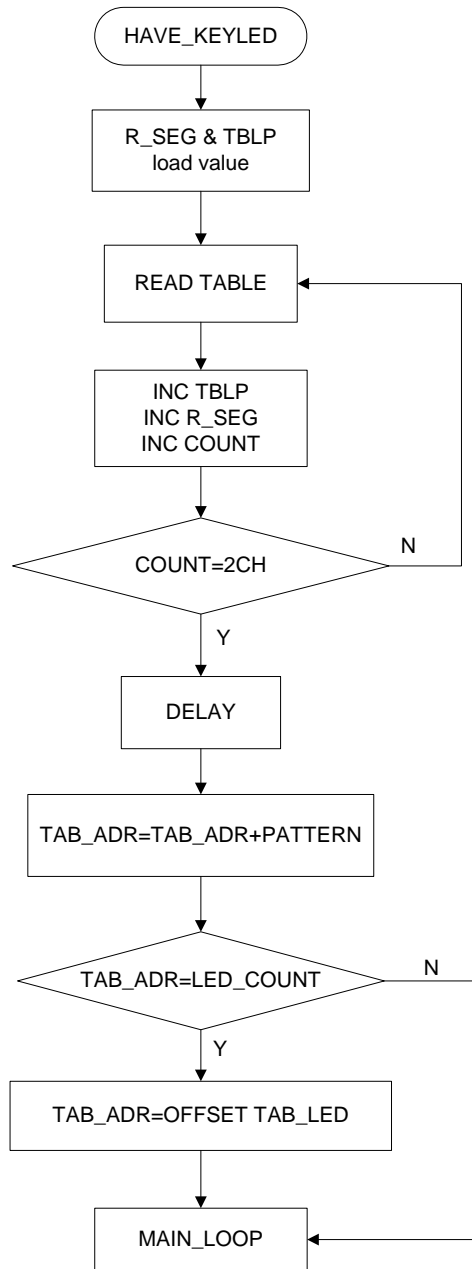 HAVE_KEYLED
R_SEG & TBLP
load value
READ TABLE
INC TBLP
INC R_SEG
INC COUNT
COUNT=2CH
N
Y
DELAY
TAB_ADR=TAB_ADR+PATTERN
TAB_ADR=LED_COUNT
N
Y
TAB_ADR=OFFSET TAB_LED
MAIN_LOOP